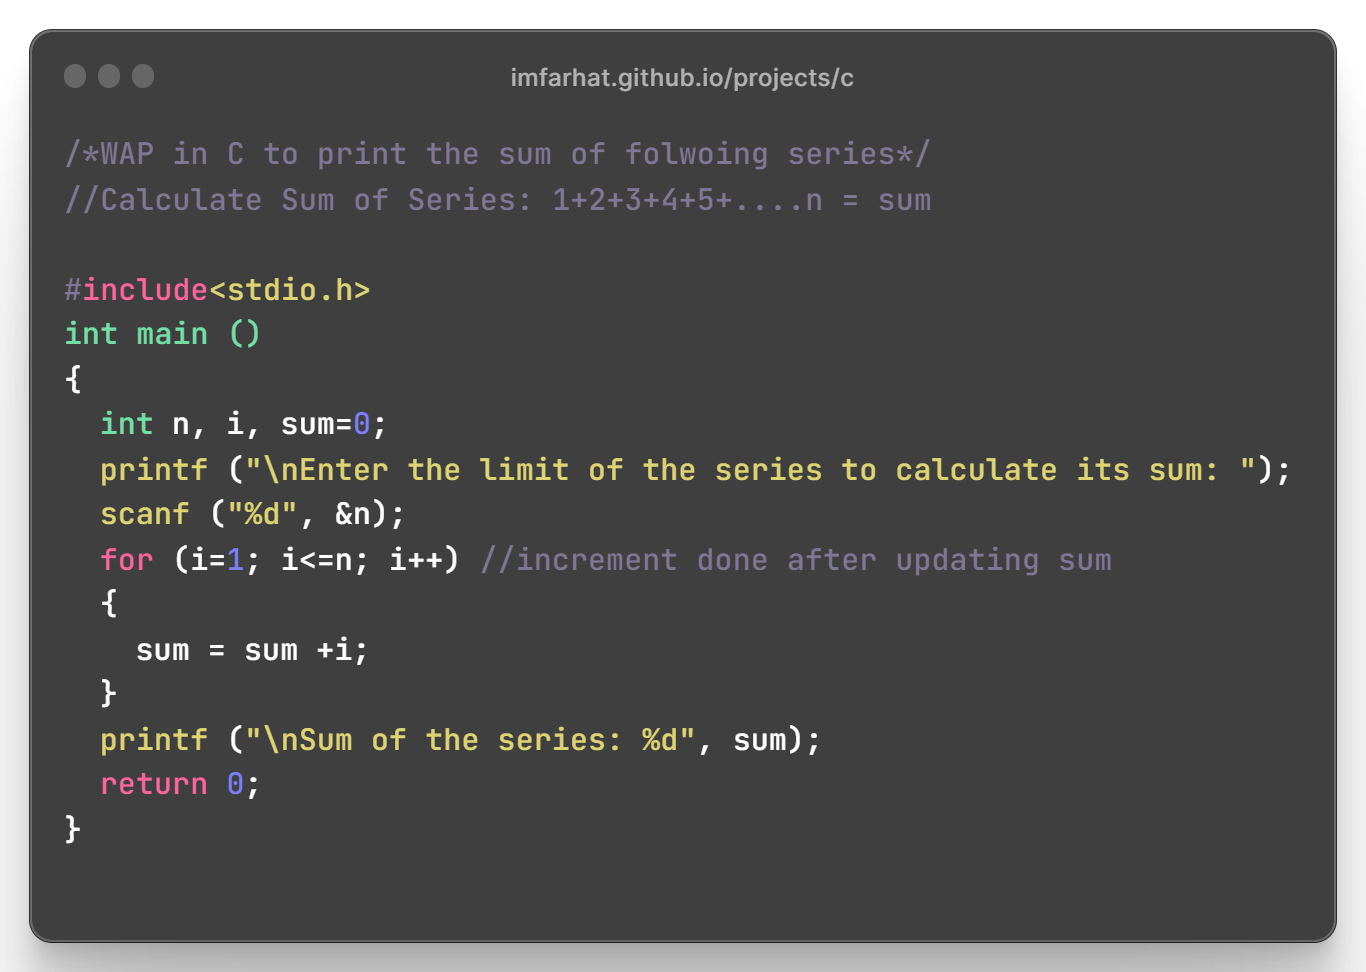 imfarhat.github.io/projects/c
/*WAP in C to print the sum of folwoing series*/
//Calculate Sum of Series: 1+2+3+4+5+....n = sum
#include<stdio.h>
int main ()
{
  int n, i, sum=0;
  printf ("\nEnter the limit of the series to calculate its sum: ");
  scanf ("%d", &n);
  for (i=1; i<=n; i++) //increment done after updating sum
  {
    sum = sum +i;
  }
  printf ("\nSum of the series: %d", sum);
  return 0;
}